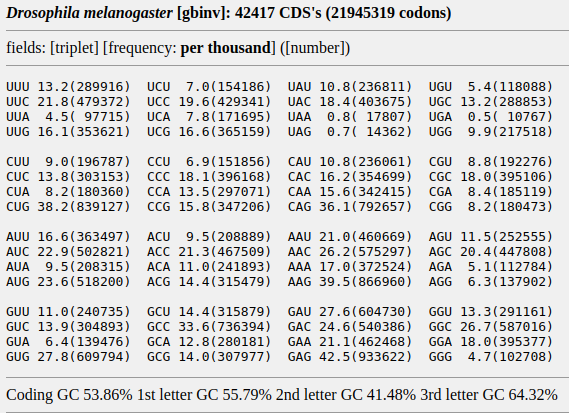 Drosophila melanogaster [gbinv]: 42417 CDS's (21945319 codons)
fields: [triplet] [frequency: per thousand] ([number])
UUU 13.2(289916)  UCU  7.0(154186)  UAU 10.8(236811)  UGU  5.4(118088)
UUC 21.8(479372)  UCC 19.6(429341)  UAC 18.4(403675)  UGC 13.2(288853)
UUA  4.5( 97715)  UCA  7.8(171695)  UAA  0.8( 17807)  UGA  0.5( 10767)
UUG 16.1(353621)  UCG 16.6(365159)  UAG  0.7( 14362)  UGG  9.9(217518)
CUU  9.0(196787)  CCU  6.9(151856)  CAU 10.8(236061)  CGU  8.8(192276)
CUC 13.8(303153)  CCC 18.1(396168)  CAC 16.2(354699)  CGC 18.0(395106)
CUA  8.2(180360)  CCA 13.5(297071)  CAA 15.6(342415)  CGA  8.4(185119)
CUG 38.2(839127)  CCG 15.8(347206)  CAG 36.1(792657)  CGG  8.2(180473)
AUU 16.6(363497)  ACU  9.5(208889)  AAU 21.0(460669)  AGU 11.5(252555)
AUC 22.9(502821)  ACC 21.3(467509)  AAC 26.2(575297)  AGC 20.4(447808)
AUA  9.5(208315)  ACA 11.0(241893)  AAA 17.0(372524)  AGA  5.1(112784)
AUG 23.6(518200)  ACG 14.4(315479)  AAG 39.5(866960)  AGG  6.3(137902)
GUU 11.0(240735)  GCU 14.4(315879)  GAU 27.6(604730)  GGU 13.3(291161)
GUC 13.9(304893)  GCC 33.6(736394)  GAC 24.6(540386)  GGC 26.7(587016)
GUA  6.4(139476)  GCA 12.8(280181)  GAA 21.1(462468)  GGA 18.0(395377)
GUG 27.8(609794)  GCG 14.0(307977)  GAG 42.5(933622)  GGG  4.7(102708)
Coding GC 53.86% 1st letter GC 55.79% 2nd letter GC 41.48% 3rd letter GC 64.32%